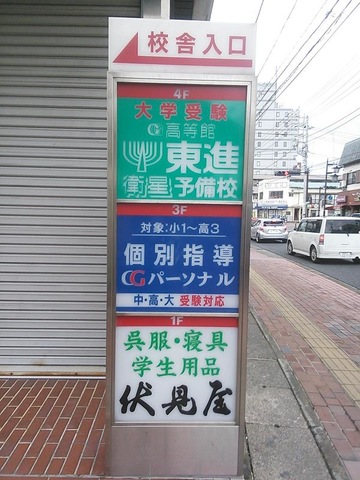 校舎入口
4F
大学受験
高等館
東進
衛星予備校
3F
対象:小1～高3
個別指導
CGパーソナル
中・高・大 受験対応
1F
呉服・寝具
学生用品
伏見屋